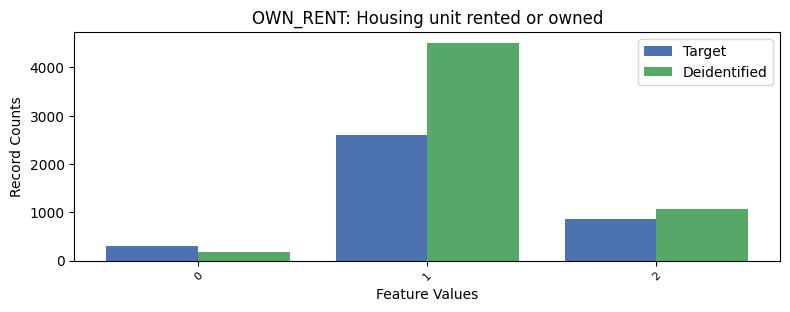 OWN_RENT: Housing unit rented or owned
Target
Deidentified
Record Counts
4000
3000
2000
1000
0
0
1
2
Feature Values